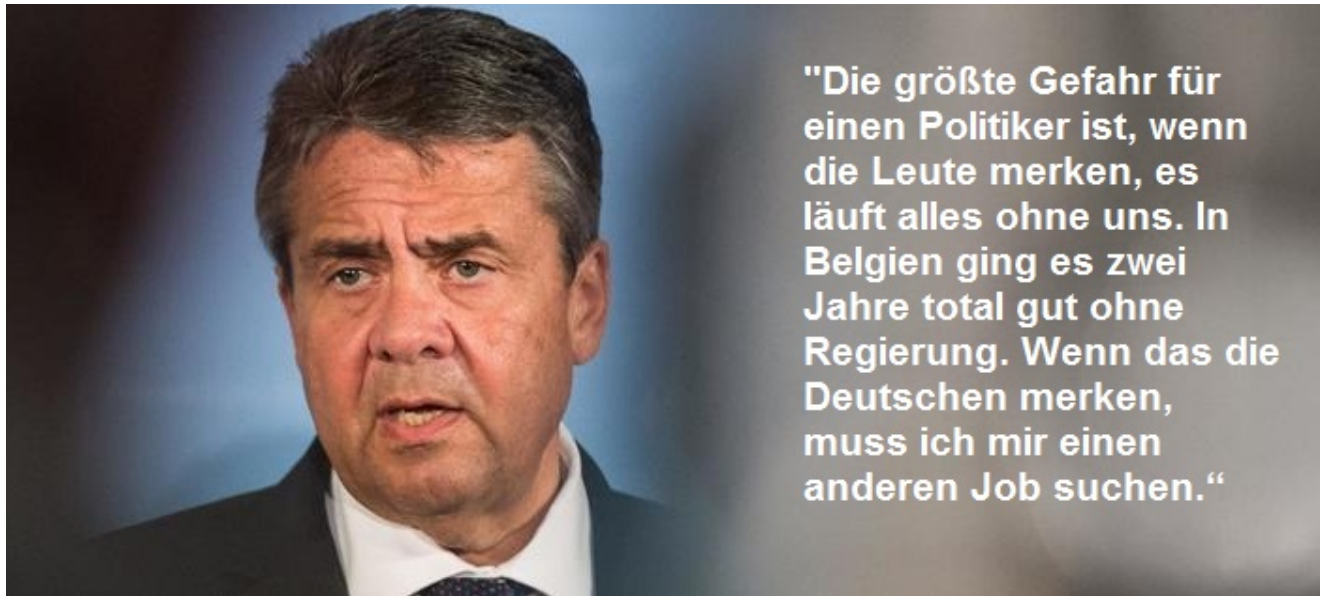 "Die größte Gefahr für
einen Politiker ist, wenn
die Leute merken, es
läuft alles ohne uns. In
Belgien ging es zwei
Jahre total gut ohne
Regierung. Wenn das die
Deutschen merken,
muss ich mir einen
anderen Job suchen.“